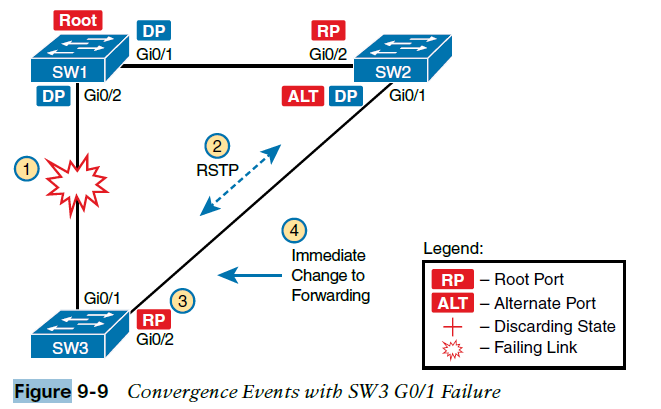 Root
DP
RP
Gi0/1
Gi0/2
SW1
SW2
DP
Gi0/2
ALT
DP
Gi0/1
1
2
RSTP
4
Immediate
Change to
Forwarding
Legend:
RP – Root Port
ALT – Alternate Port
– Discarding State
– Failing Link
Gi0/1
3
RP
Gi0/2
SW3
Figure 9-9 Convergence Events with SW3 G0/1 Failure